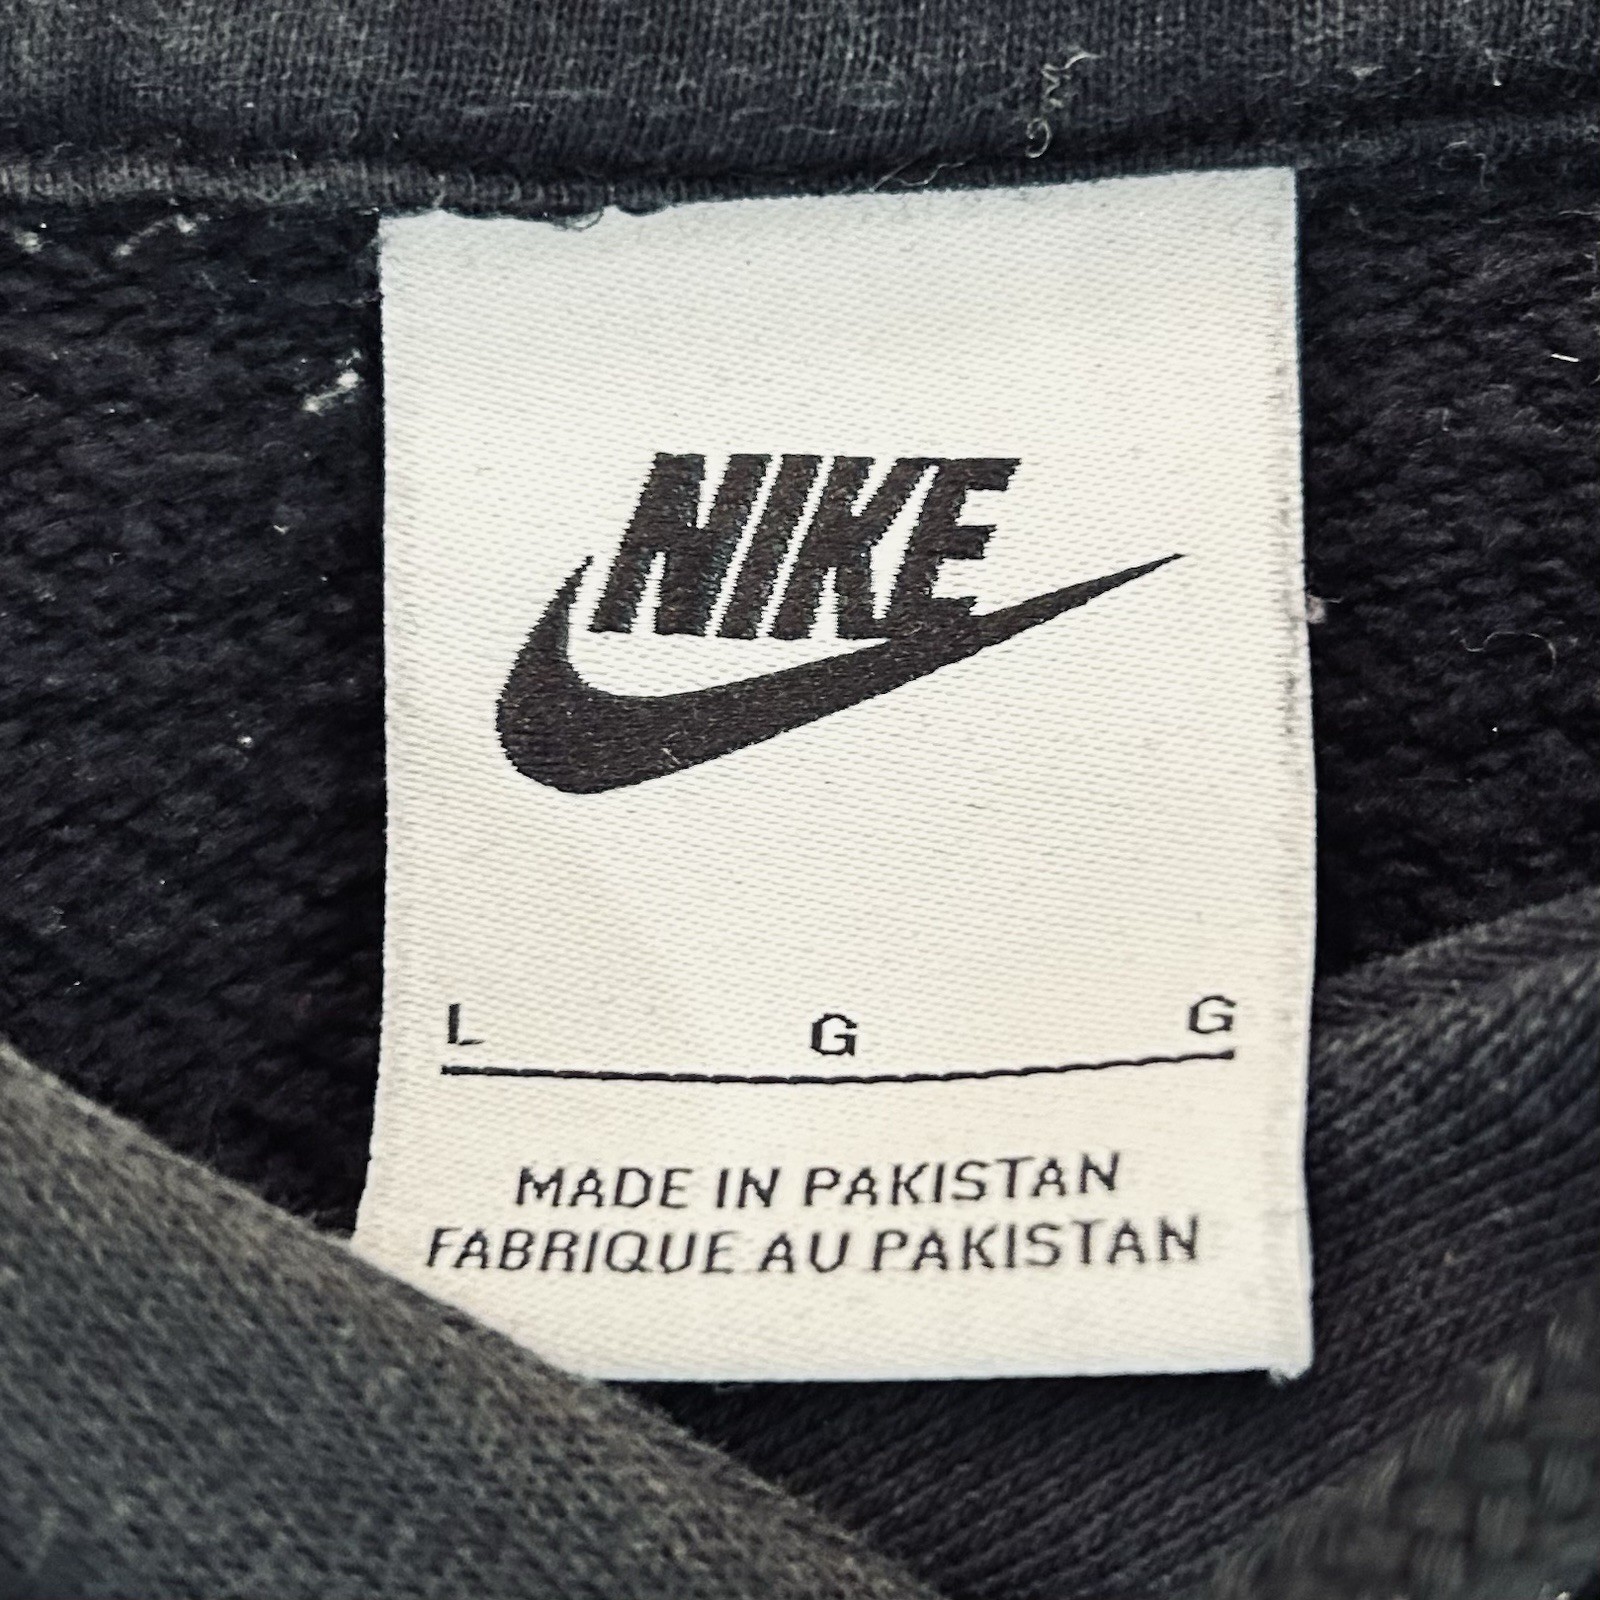 NIKE
L G G
MADE IN PAKISTAN
FABRIQUE AU PAKISTAN